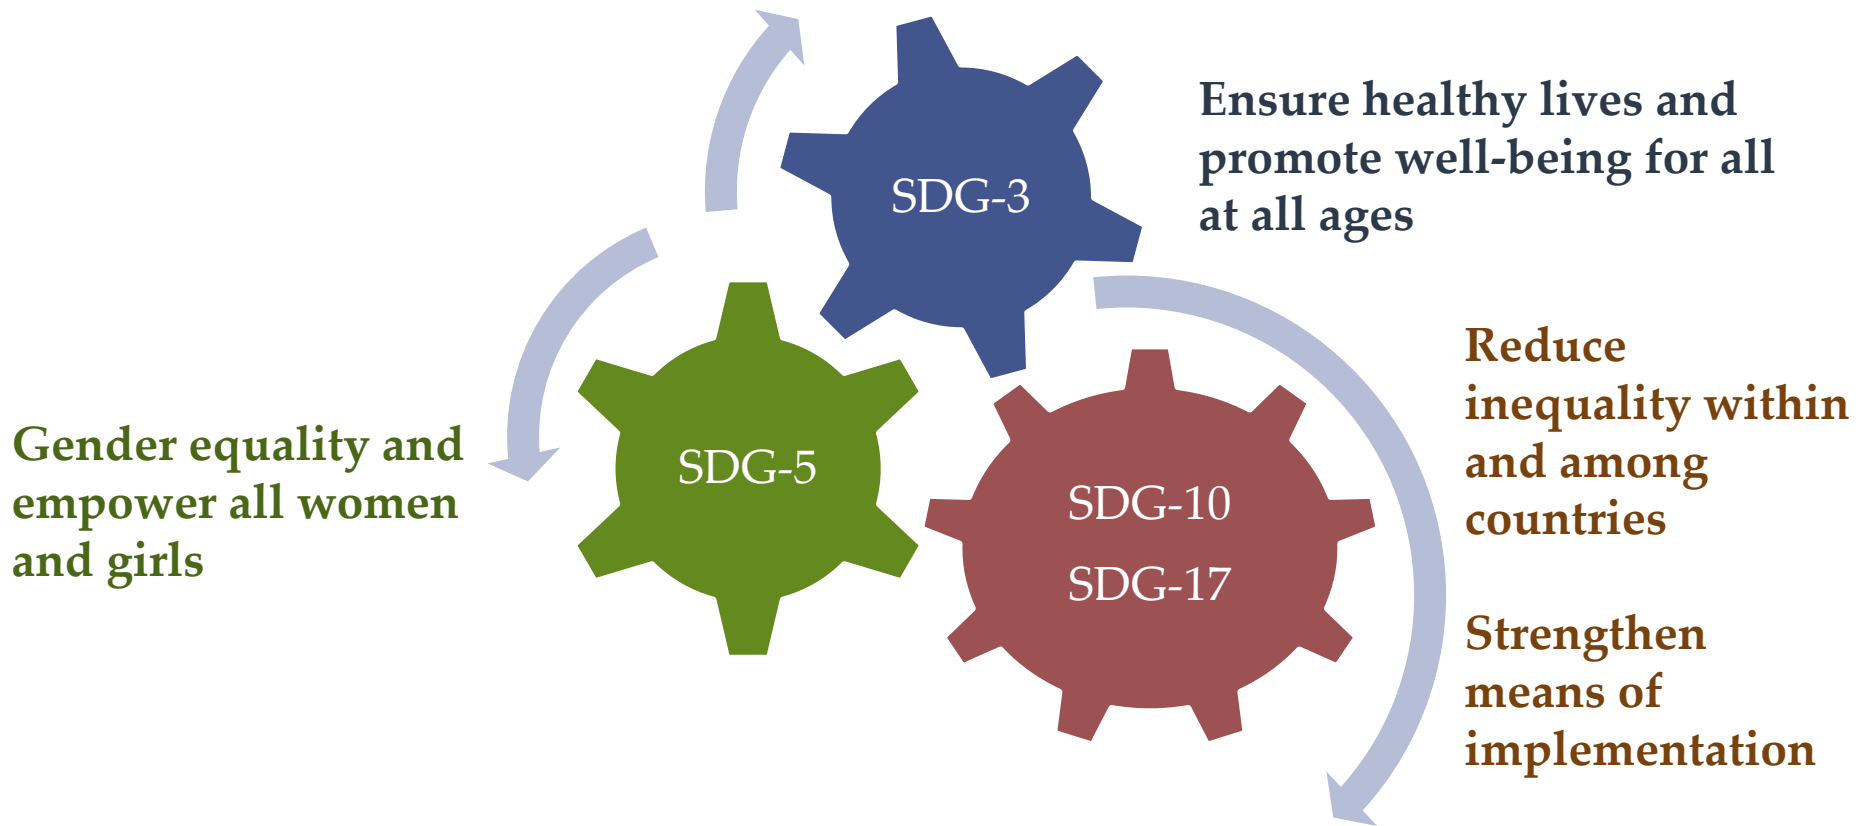 SDG-3
Ensure healthy lives and
promote well-being for all
at all ages
Gender equality and
empower all women
and girls
SDG-5
SDG-10
SDG-17
Reduce
inequality within
and among
countries
Strengthen
means of
implementation